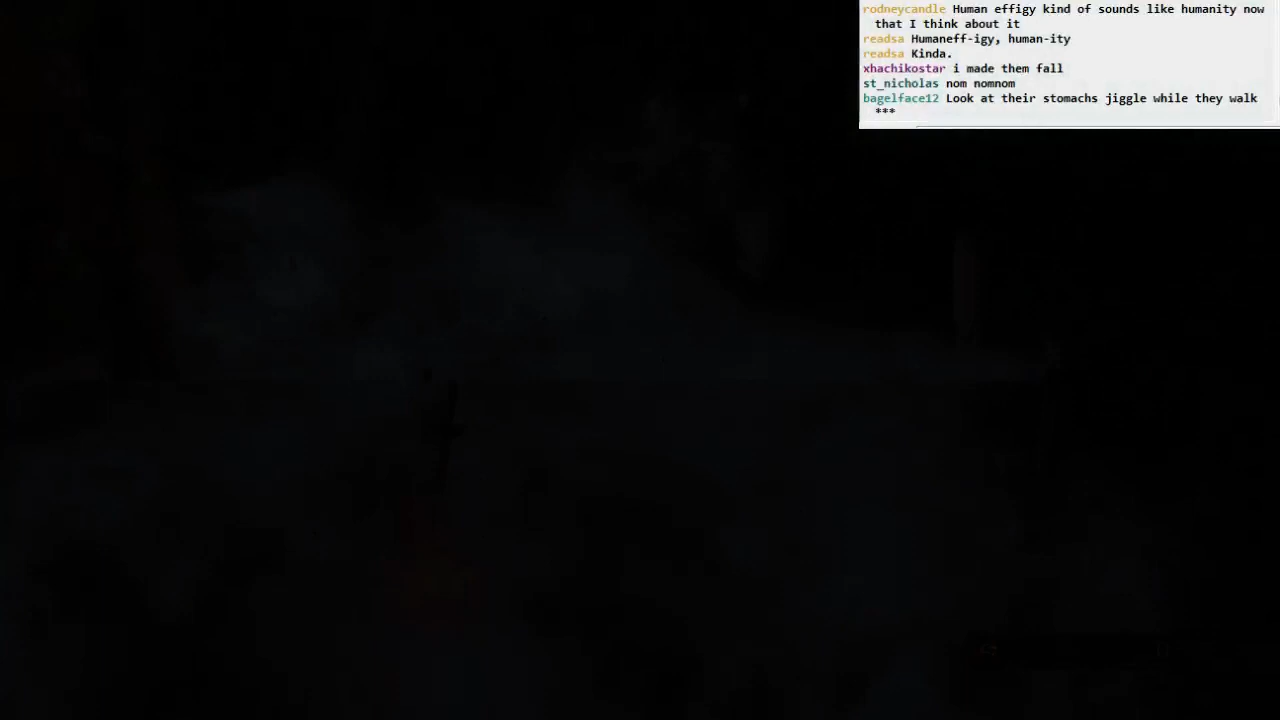 rodneycandle Human effigy kind of sounds like humanity now
that I think about it
readsa Humaneff-igy, human-ity
readsa Kinda.
xhachikostar i made them fall
st_nicholas nom nomnom
bagelface12 Look at their stomachs jiggle while they walk
***